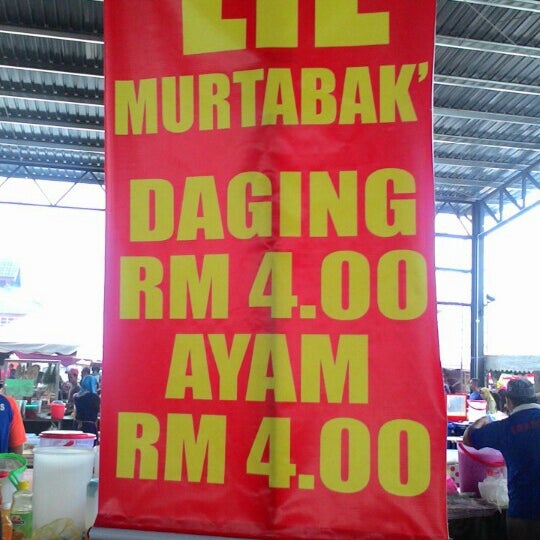 MURTABAK'
DAGING
RM 4.00
AYAM
RM 4.00